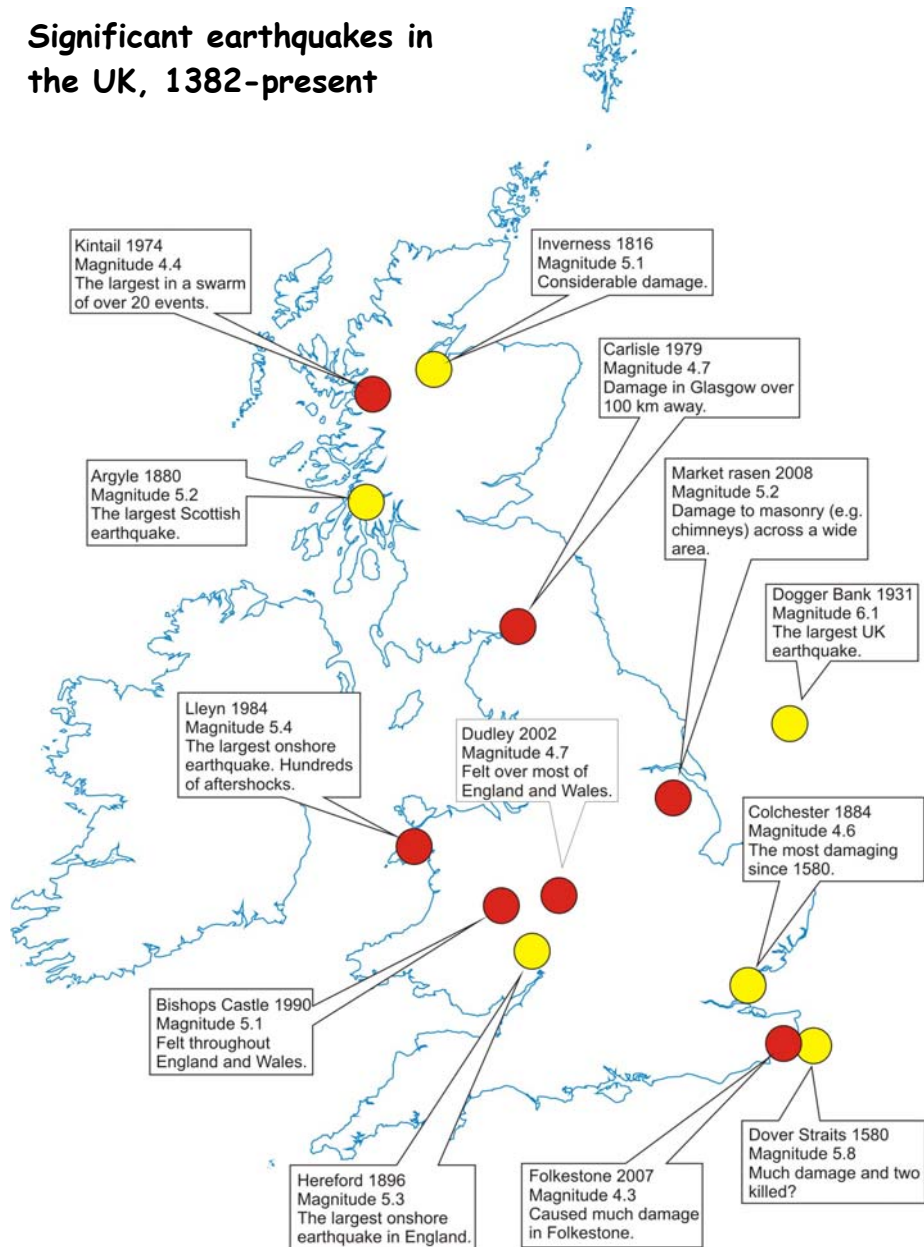 Significant earthquakes in
the UK, 1382-present
Kintail 1974
Magnitude 4.4
The largest in a swarm
of over 20 events.
Inverness 1816
Magnitude 5.1
Considerable damage.
Carlisle 1979
Magnitude 4.7
Damage in Glasgow over
100 km away.
Argyle 1880
Magnitude 5.2
The largest Scottish
earthquake.
Market rasen 2008
Magnitude 5.2
Damage to masonry (e.g.
chimneys) across a wide
area.
Dogger Bank 1931
Magnitude 6.1
The largest UK
earthquake.
Lleyn 1984
Magnitude 5.4
The largest onshore
earthquake. Hundreds
of aftershocks.
Dudley 2002
Magnitude 4.7
Felt over most of
England and Wales.
Colchester 1884
Magnitude 4.6
The most damaging
since 1580.
Bishops Castle 1990
Magnitude 5.1
Felt throughout
England and Wales.
Hereford 1896
Magnitude 5.3
The largest onshore
earthquake in England.
Folkestone 2007
Magnitude 4.3
Caused much damage
in Folkestone.
Dover Straits 1580
Magnitude 5.8
Much damage and two
killed?